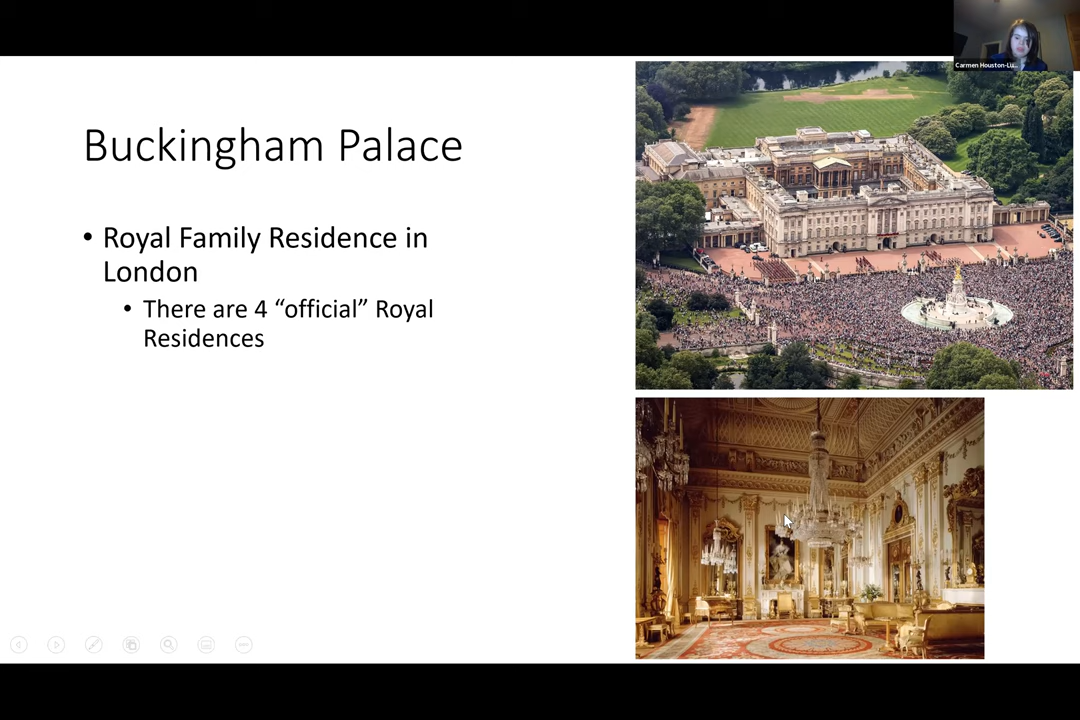 Carmen Houston-Lu...
Buckingham Palace
• Royal Family Residence in
London
• There are 4 “official” Royal
Residences